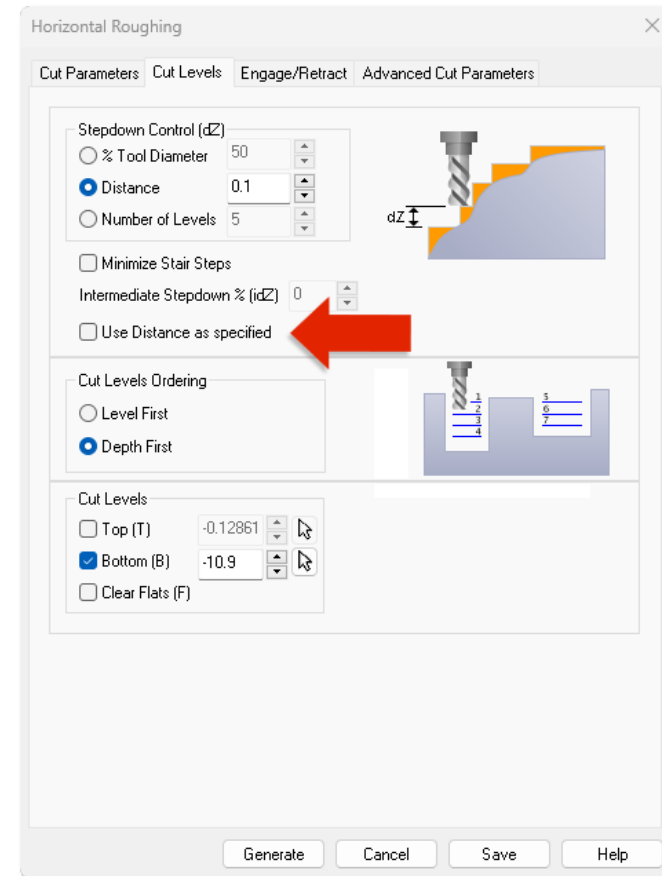 Horizontal Roughing
Cut Parameters Cut Levels Engage/Retract Advanced Cut Parameters
Stepdown Control (dZ)
% Tool Diameter 50
Distance 0.1
Number of Levels 5
dZ
Minimize Stair Steps
Intermediate Stepdown % (idZ) 0
Use Distance as specified
Cut Levels Ordering
Level First
Depth First
1 5
2 6
3 7
4
Cut Levels
Top (T) -0.12861
Bottom (B) -10.9
Clear Flats (F)
Generate Cancel Save Help